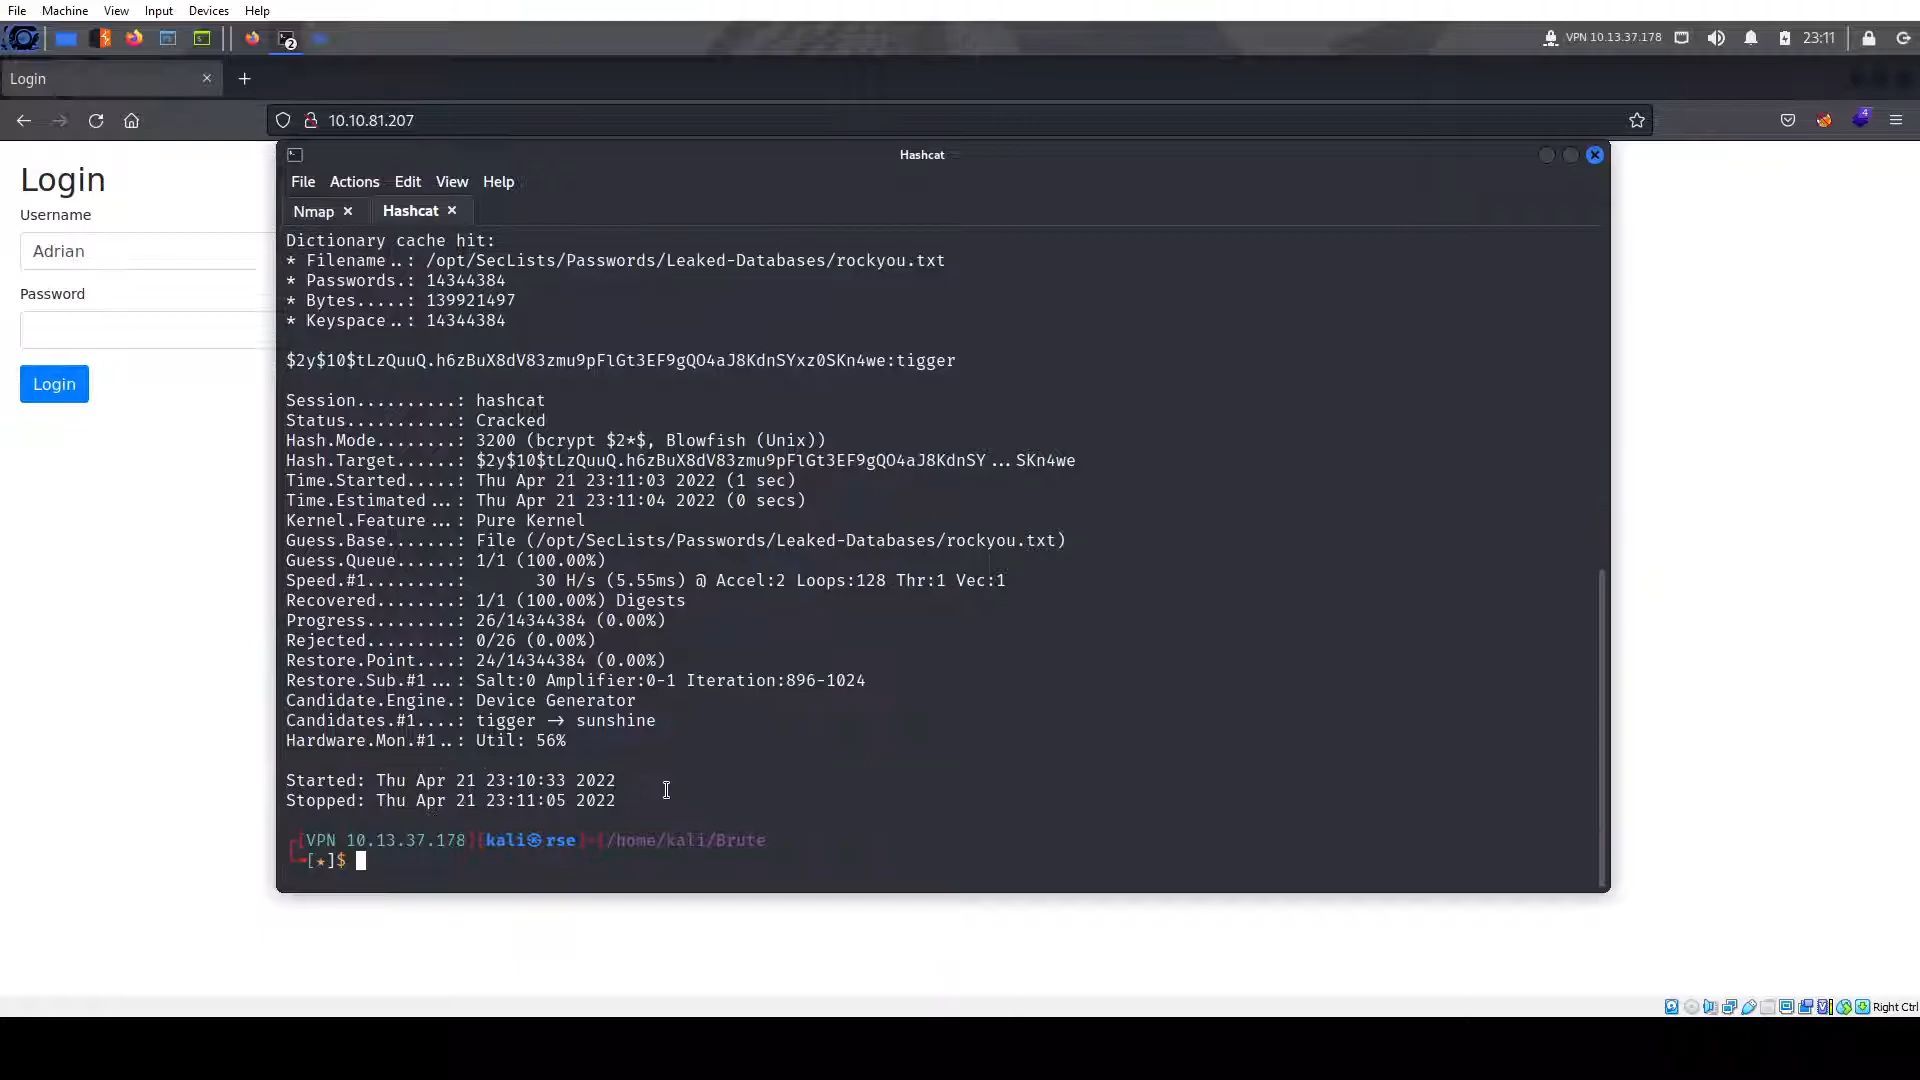 File Machine View Input Devices Help
2 VPN 10.13.37.178 23:11
Login
10.10.81.207 4
Login
Username
Adrian
Password
Login
Hashcat
File Actions Edit View Help
Nmap Hashcat
Dictionary cache hit:
* Filename..: /opt/SecLists/Passwords/Leaked-Databases/rockyou.txt
* Passwords.: 14344384
* Bytes.....: 139921497
* Keyspace..: 14344384
$2y$10$tLzQuuQ.h6zBuX8dV83zmu9pFlGt3EF9gQO4aJ8KdnSYxz0SKn4we:tigger
Session..........: hashcat
Status...........: Cracked
Hash.Mode........: 3200 (bcrypt $2*$, Blowfish (Unix))
Hash.Target......: $2y$10$tLzQuuQ.h6zBuX8dV83zmu9pFlGt3EF9gQO4aJ8KdnSY...SKn4we
Time.Started.....: Thu Apr 21 23:11:03 2022 (1 sec)
Time.Estimated...: Thu Apr 21 23:11:04 2022 (0 secs)
Kernel.Feature...: Pure Kernel
Guess.Base.......: File (/opt/SecLists/Passwords/Leaked-Databases/rockyou.txt)
Guess.Queue......: 1/1 (100.00%)
Speed.#1.........: 30 H/s (5.55ms) @ Accel:2 Loops:128 Thr:1 Vec:1
Recovered........: 1/1 (100.00%) Digests
Progress.........: 26/14344384 (0.00%)
Rejected.........: 0/26 (0.00%)
Restore.Point....: 24/14344384 (0.00%)
Restore.Sub.#1...: Salt:0 Amplifier:0-1 Iteration:896-1024
Candidate.Engine.: Device Generator
Candidates.#1....: tigger -> sunshine
Hardware.Mon.#1..: Util: 56%
Started: Thu Apr 21 23:10:33 2022
Stopped: Thu Apr 21 23:11:05 2022
[VPN 10.13.37.178] [kali㉿rse]-[/home/kali/Brute
[★]$
Right Ctrl